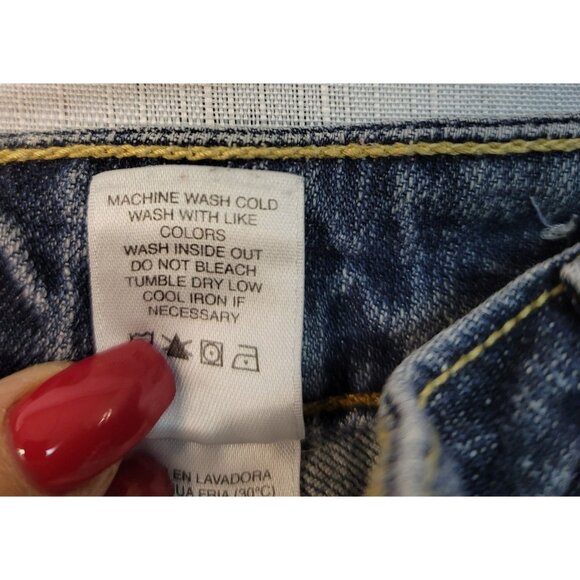 MACHINE WASH COLD
WASH WITH LIKE
COLORS
WASH INSIDE OUT
DO NOT BLEACH
TUMBLE DRY LOW
COOL IRON IF
NECESSARY
EN LAVADORA
UA FRIA (30°C)